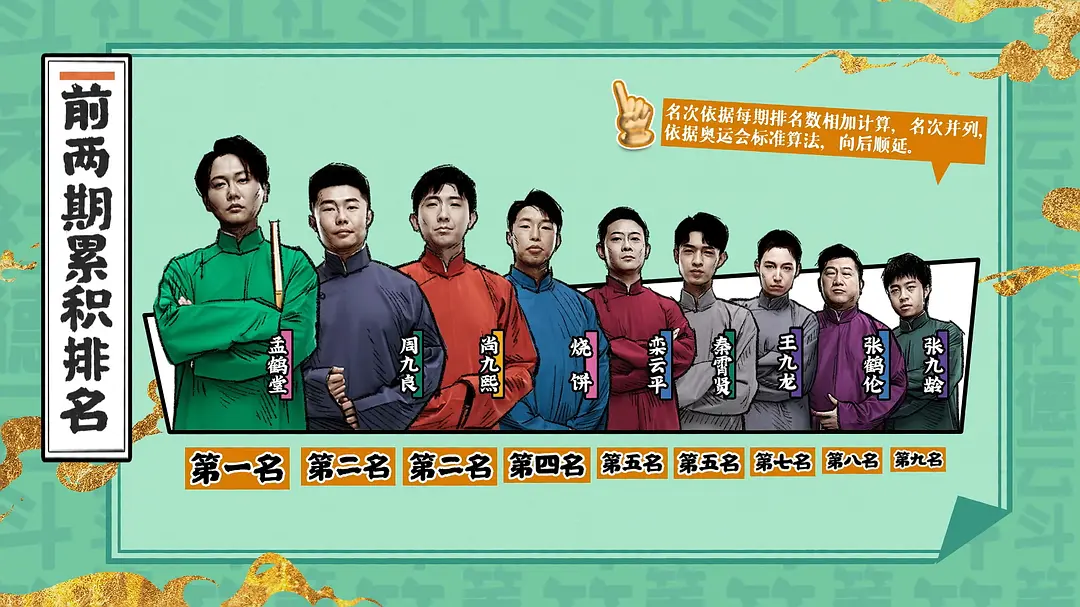 前两期累积排名
名次依据每期排名数相加计算，名次并列，
依据奥运会标准算法，向后顺延。
孟鹤堂
周九良
尚九熙
烧饼
栾云平
秦霄贤
王九龙
张鹤伦
张九龄
第一名
第二名
第二名
第四名
第五名
第五名
第七名
第八名
第九名